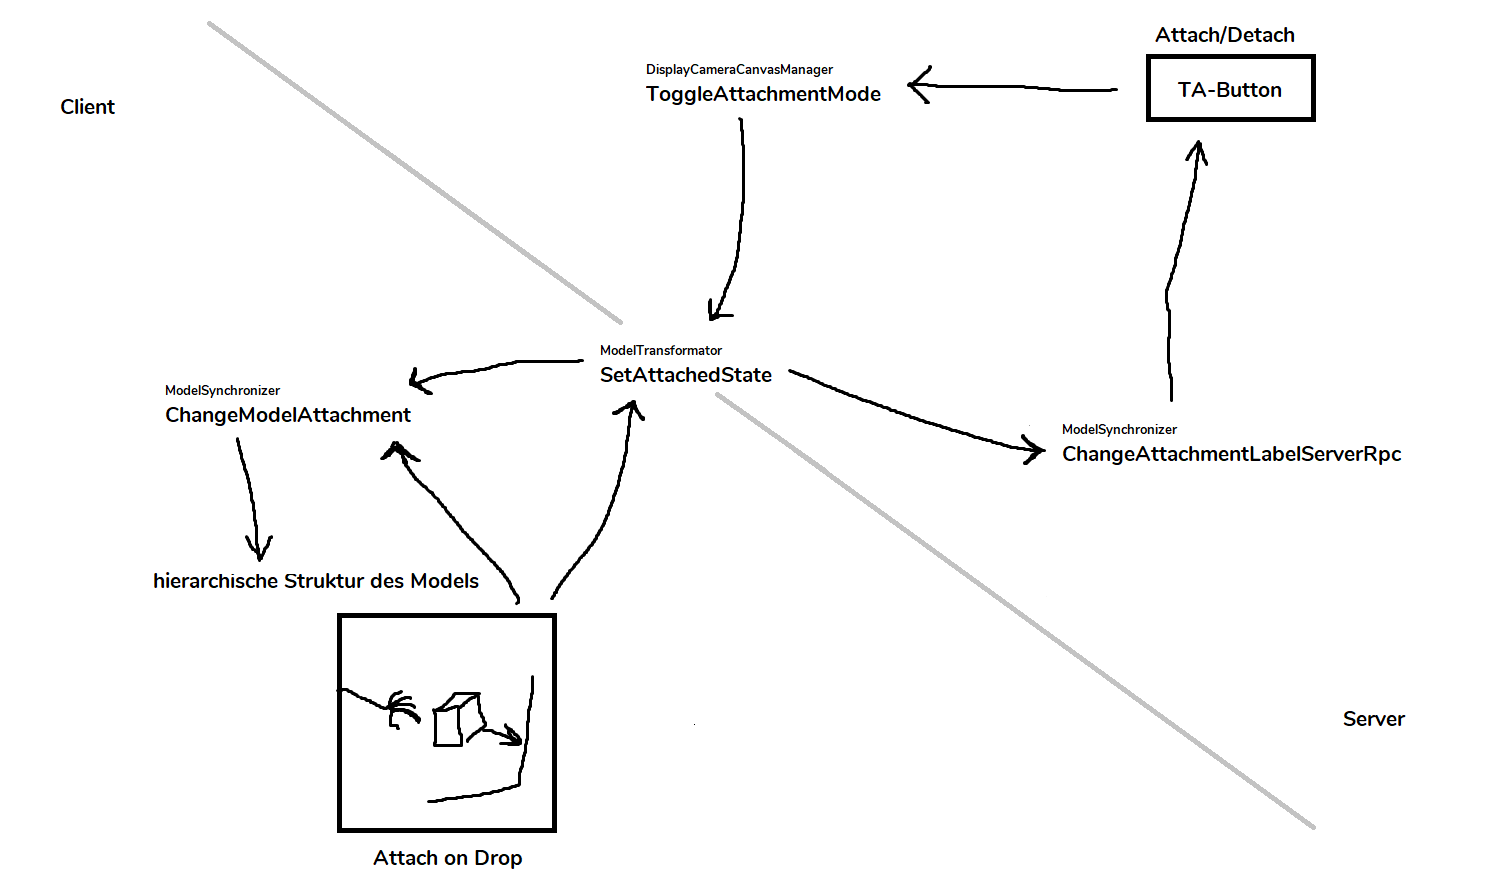 Attach/Detach
TA-Button
DisplayCameraCanvasManager
ToggleAttachmentMode
Client
ModelTransformator
SetAttachedState
ModelSynchronizer
ChangeModelAttachment
ModelSynchronizer
ChangeAttachmentLabelServerRpc
hierarchische Struktur des Models
Server
Attach on Drop